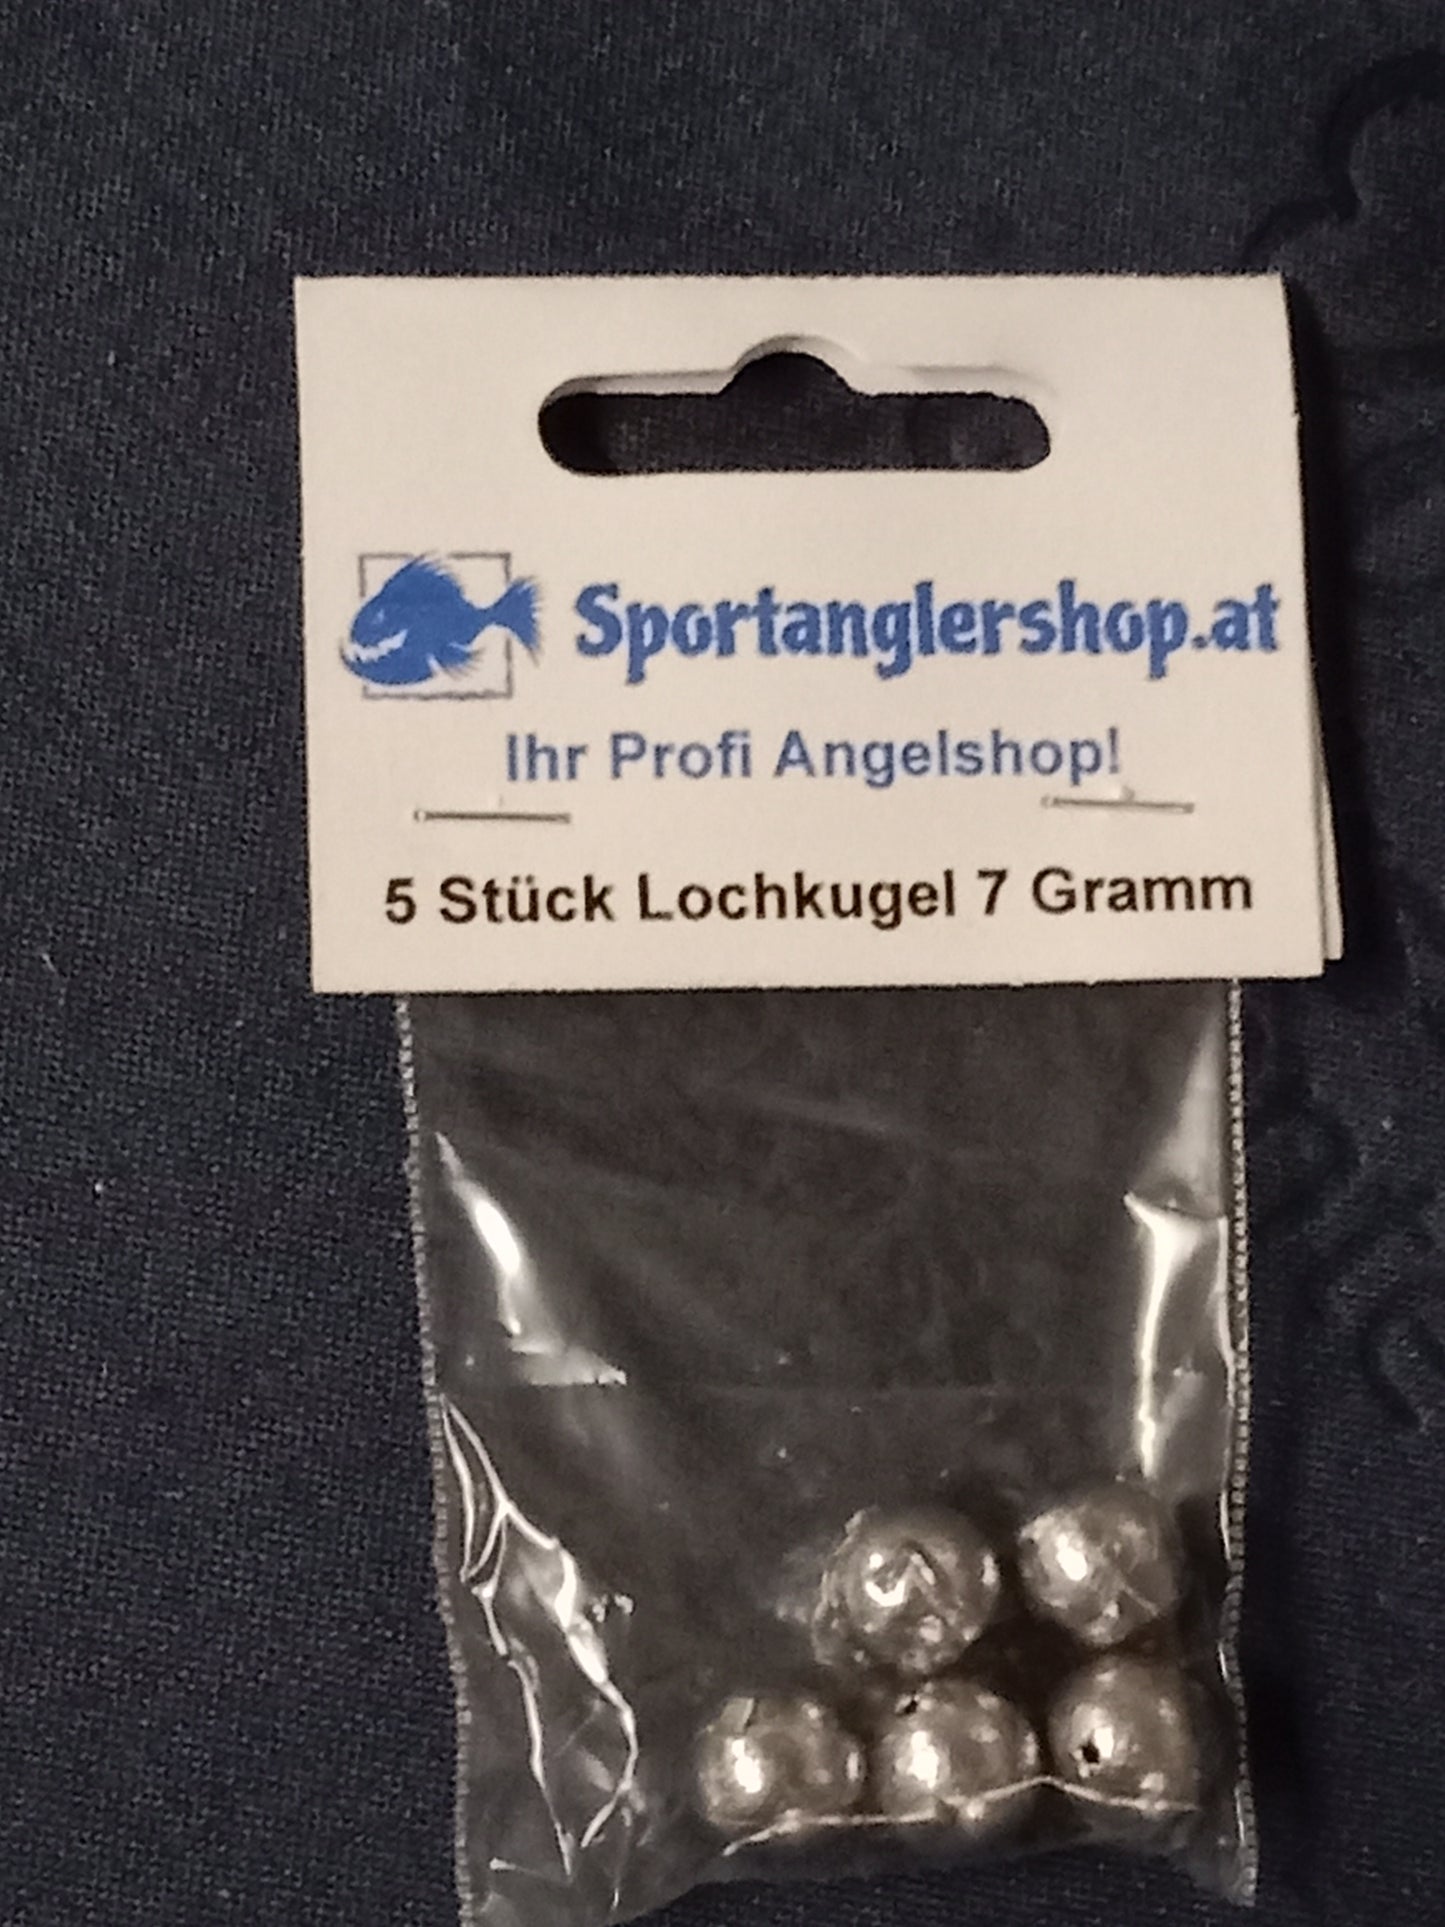 Sportanglershop.at
Ihr Profi Angelshop!
5 Stück Lochkugel 7 Gramm